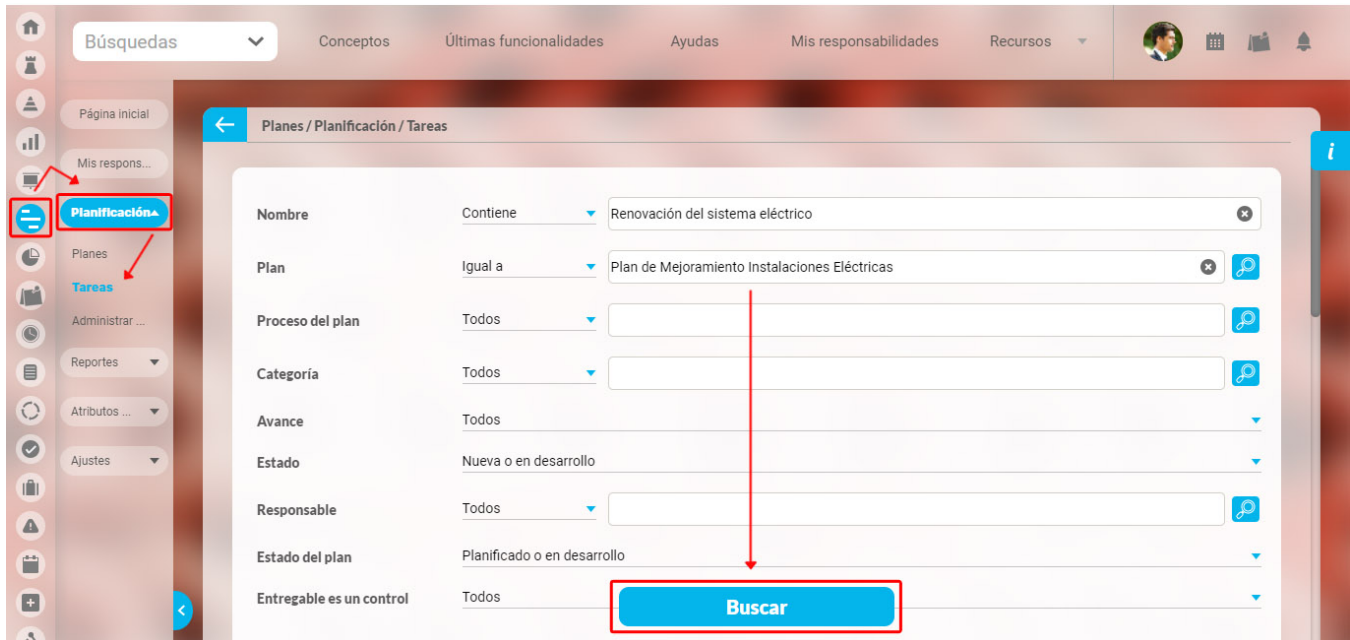 Búsquedas
Conceptos
Últimas funcionalidades
Ayudas
Mis responsabilidades
Recursos
Página inicial
Mis respons...
Planificación
Planes
Tareas
Administrar ...
Reportes
Atributos ...
Ajustes
Planes / Planificación / Tareas
i
Nombre Contiene Renovación del sistema eléctrico
Plan Igual a Plan de Mejoramiento Instalaciones Eléctricas
Proceso del plan Todos
Categoría Todos
Avance Todos
Estado Nueva o en desarrollo
Responsable Todos
Estado del plan Planificado o en desarrollo
Entregable es un control Todos
Buscar